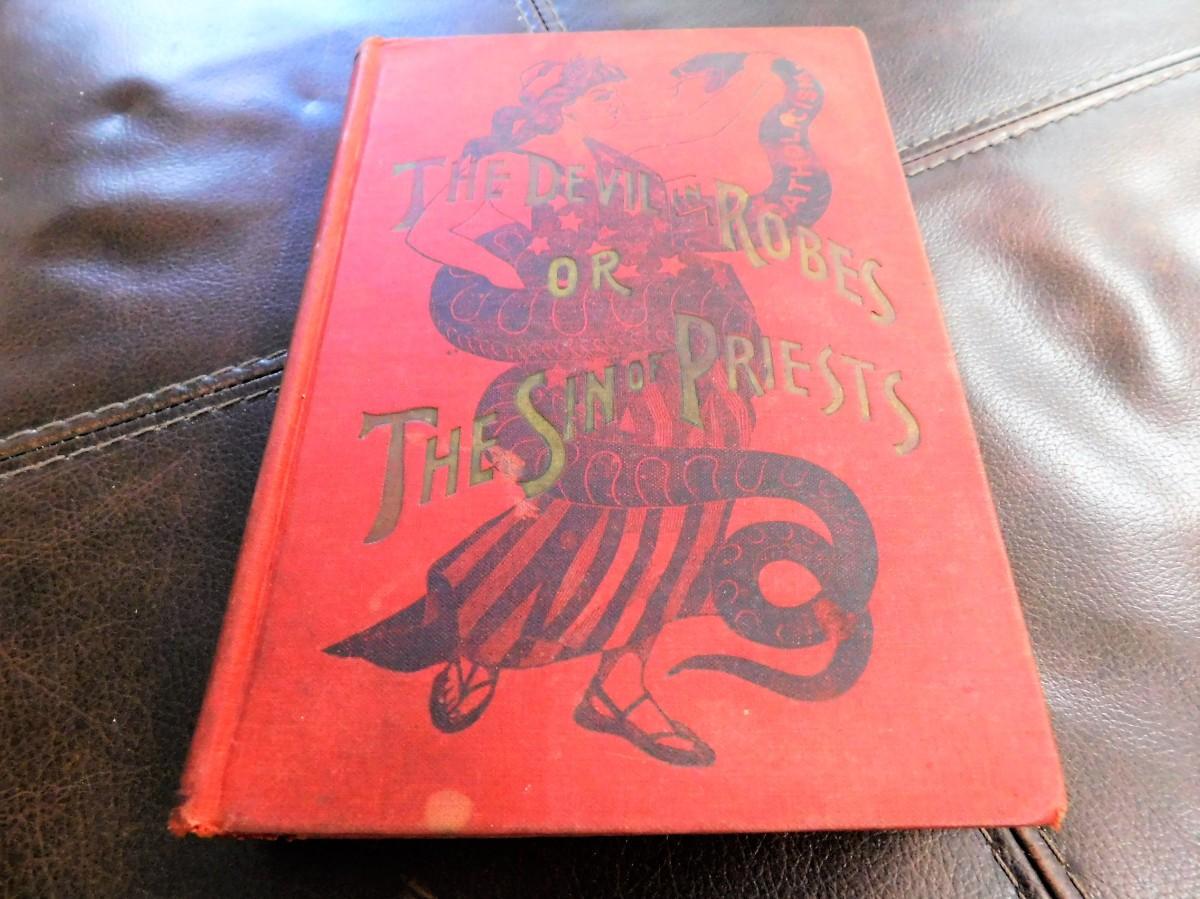 THE DEVIL IN ROBES
OR
THE SIN OF PRIESTS
CATHOLICISM